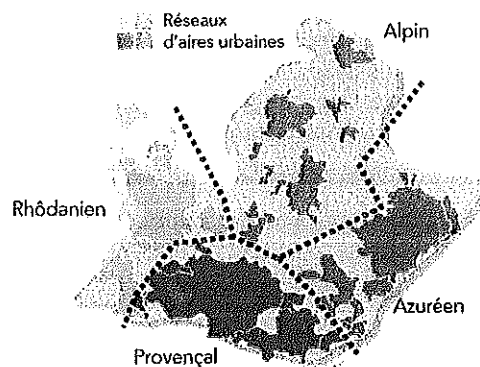 Réseaux
d'aires urbaines
Alpin
Rhôdanien
Azuréen
Provençal